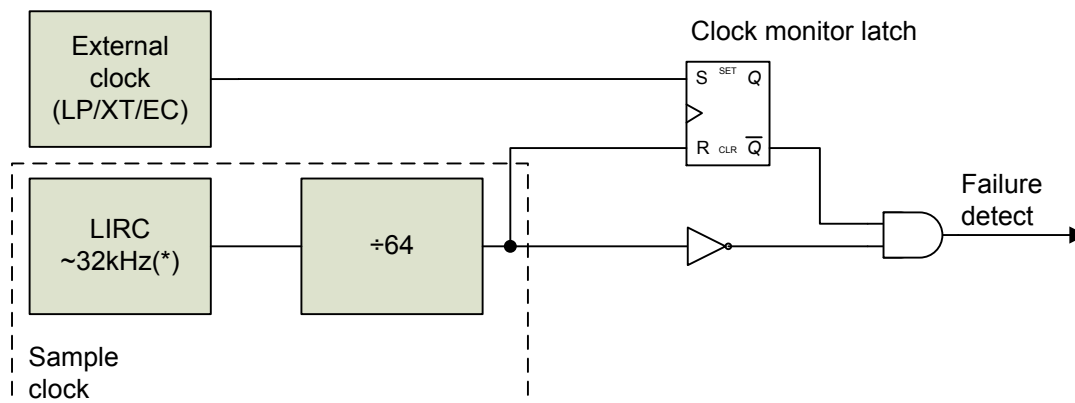 External
clock
(LP/XT/EC)
Clock monitor latch
S SET Q
R CLR Q̅
LIRC
~32kHz(*)
÷64
Failure
detect
Sample
clock